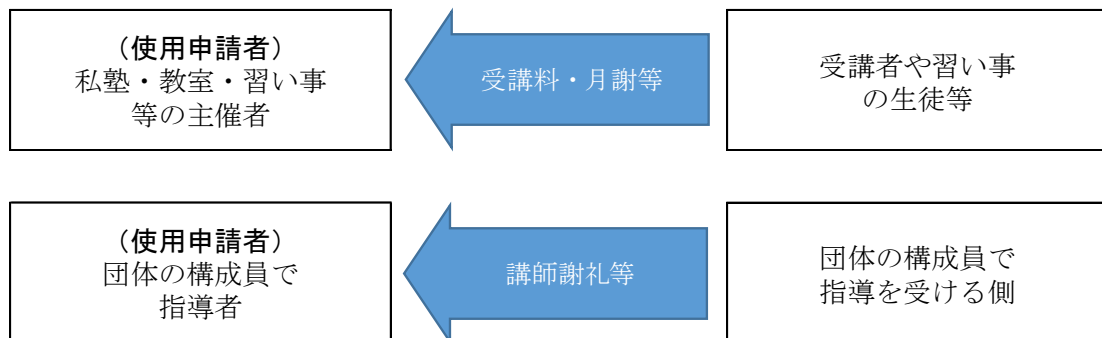 （使用申請者）
私塾・教室・習い事
等の主催者
受講料・月謝等
受講者や習い事
の生徒等
（使用申請者）
団体の構成員で
指導者
講師謝礼等
団体の構成員で
指導を受ける側